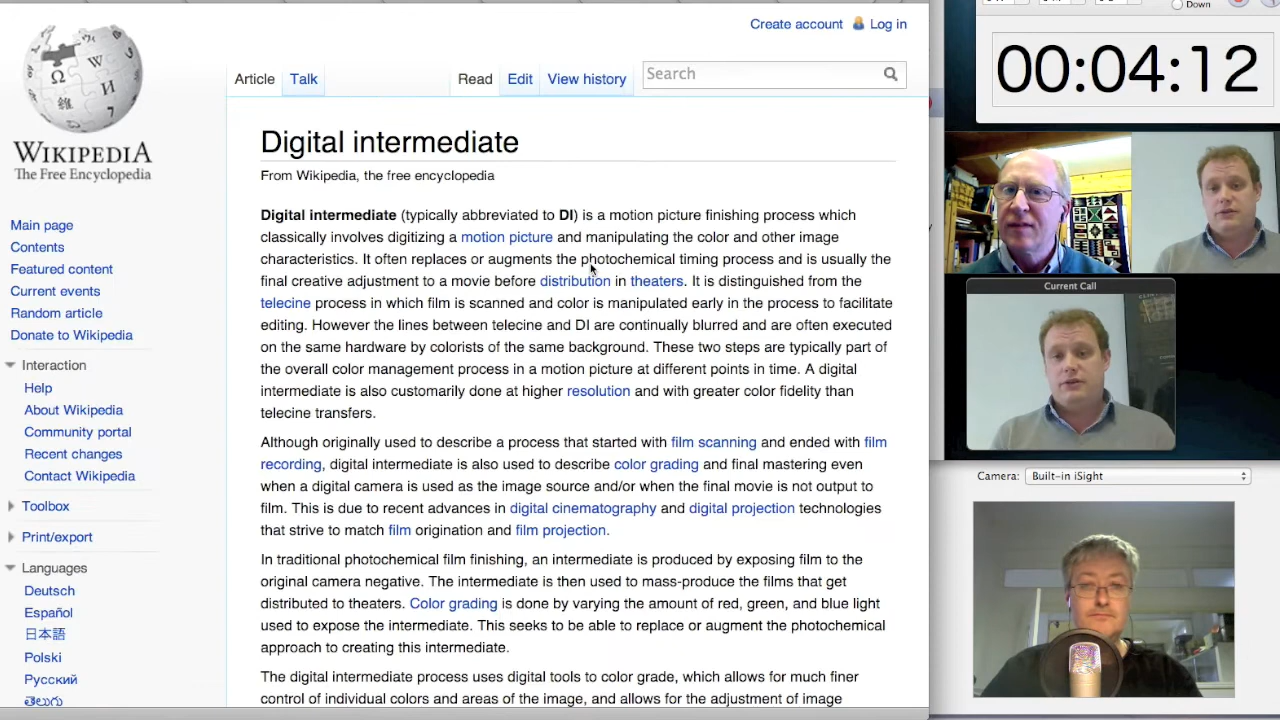 Create account
Log in
Down
00:04:12
Article
Talk
Read
Edit
View history
Search
WIKIPEDIA
The Free Encyclopedia
Digital intermediate
From Wikipedia, the free encyclopedia
Digital intermediate (typically abbreviated to DI) is a motion picture finishing process which
classically involves digitizing a motion picture and manipulating the color and other image
characteristics. It often replaces or augments the photochemical timing process and is usually the
final creative adjustment to a movie before distribution in theaters. It is distinguished from the
telecine process in which film is scanned and color is manipulated early in the process to facilitate
editing. However the lines between telecine and DI are continually blurred and are often executed
on the same hardware by colorists of the same background. These two steps are typically part of
the overall color management process in a motion picture at different points in time. A digital
intermediate is also customarily done at higher resolution and with greater color fidelity than
telecine transfers.
Although originally used to describe a process that started with film scanning and ended with film
recording, digital intermediate is also used to describe color grading and final mastering even
when a digital camera is used as the image source and/or when the final movie is not output to
film. This is due to recent advances in digital cinematography and digital projection technologies
that strive to match film origination and film projection.
In traditional photochemical film finishing, an intermediate is produced by exposing film to the
original camera negative. The intermediate is then used to mass-produce the films that get
distributed to theaters. Color grading is done by varying the amount of red, green, and blue light
used to expose the intermediate. This seeks to be able to replace or augment the photochemical
approach to creating this intermediate.
The digital intermediate process uses digital tools to color grade, which allows for much finer
control of individual colors and areas of the image, and allows for the adjustment of image
Main page
Contents
Featured content
Current events
Random article
Donate to Wikipedia
Interaction
Help
About Wikipedia
Community portal
Recent changes
Contact Wikipedia
Toolbox
Print/export
Languages
Deutsch
Español
日本語
Polski
Русский
తెలుగు
Current Call
Camera: Built-in iSight